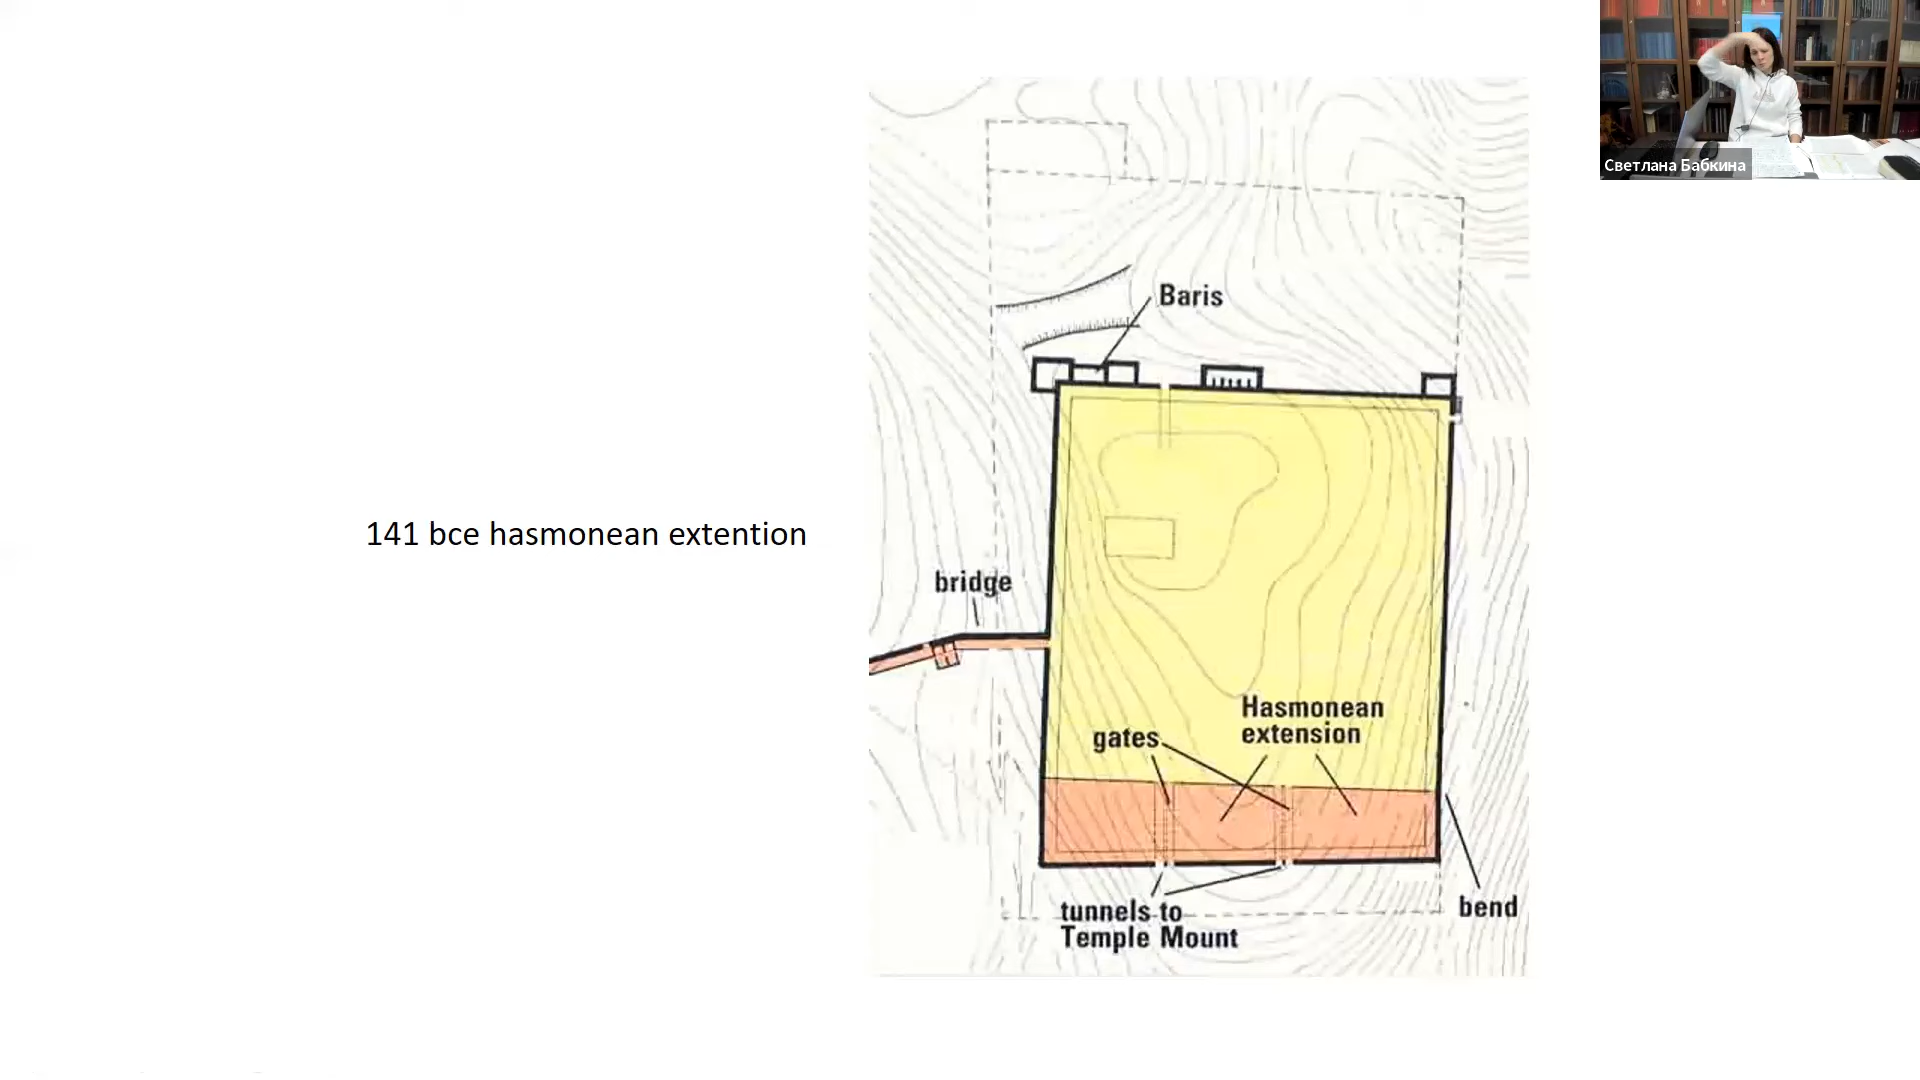 Светлана Бабкина
Baris
141 bce hasmonean extention
bridge
Hasmonean
extension
gates
tunnels to
Temple Mount
bend